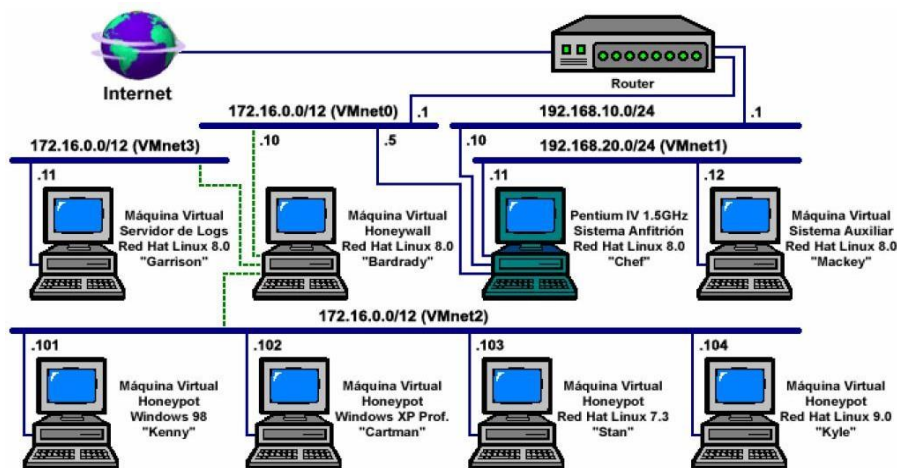 Internet
Router
172.16.0.0/12 (VMnet0)
.1
192.168.10.0/24
.1
172.16.0.0/12 (VMnet3)
.10
.5
.10
192.168.20.0/24 (VMnet1)
.11
.11
.12
Máquina Virtual
Servidor de Logs
Red Hat Linux 8.0
"Garrison"
Máquina Virtual
Honeywall
Red Hat Linux 8.0
"Bardrady"
Pentium IV 1.5GHz
Sistema Anfitrión
Red Hat Linux 8.0
"Chef"
Máquina Virtual
Sistema Auxiliar
Red Hat Linux 8.0
"Mackey"
172.16.0.0/12 (VMnet2)
.101
.102
.103
.104
Máquina Virtual
Honeypot
Windows 98
"Kenny"
Máquina Virtual
Honeypot
Windows XP Prof.
"Cartman"
Máquina Virtual
Honeypot
Red Hat Linux 7.3
"Stan"
Máquina Virtual
Honeypot
Red Hat Linux 9.0
"Kyle"